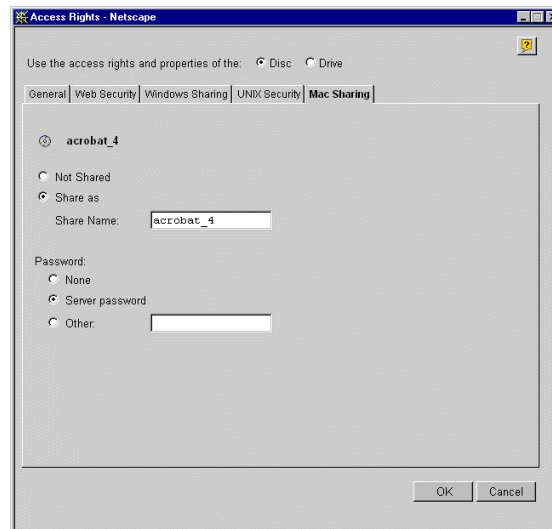 Access Rights - Netscape
?
Use the access rights and properties of the: Disc Drive
General Web Security Windows Sharing UNIX Security Mac Sharing
acrobat_4
Not Shared
Share as
Share Name: acrobat_4
Password:
None
Server password
Other:
OK Cancel